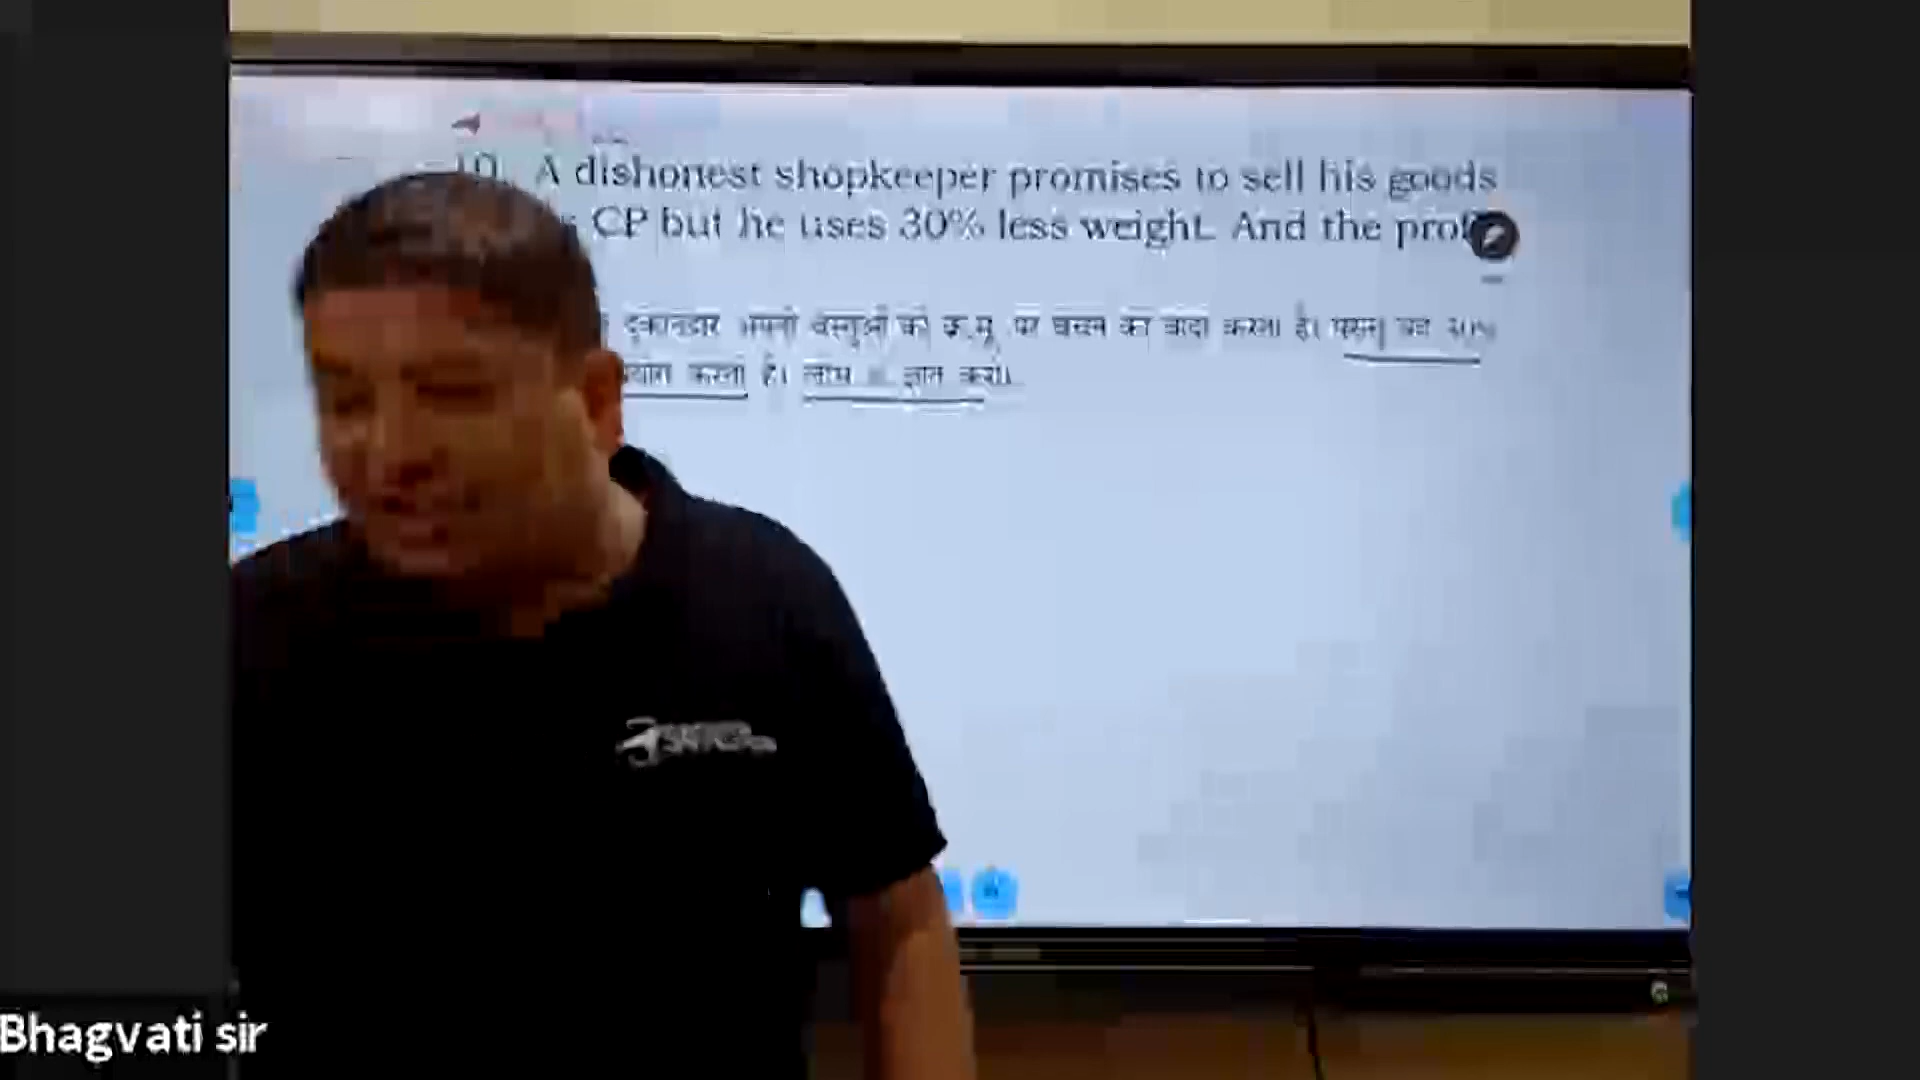 10. A dishonest shopkeeper promises to sell his goods
CP but he uses 30% less weight. And the prof
दुकानदार अपनी वस्तुओं को क्र.मू. पर बेचने का वादा करता है। परन्तु वह 30%
करता है। लाभ % ज्ञात करो।
Bhagvati sir